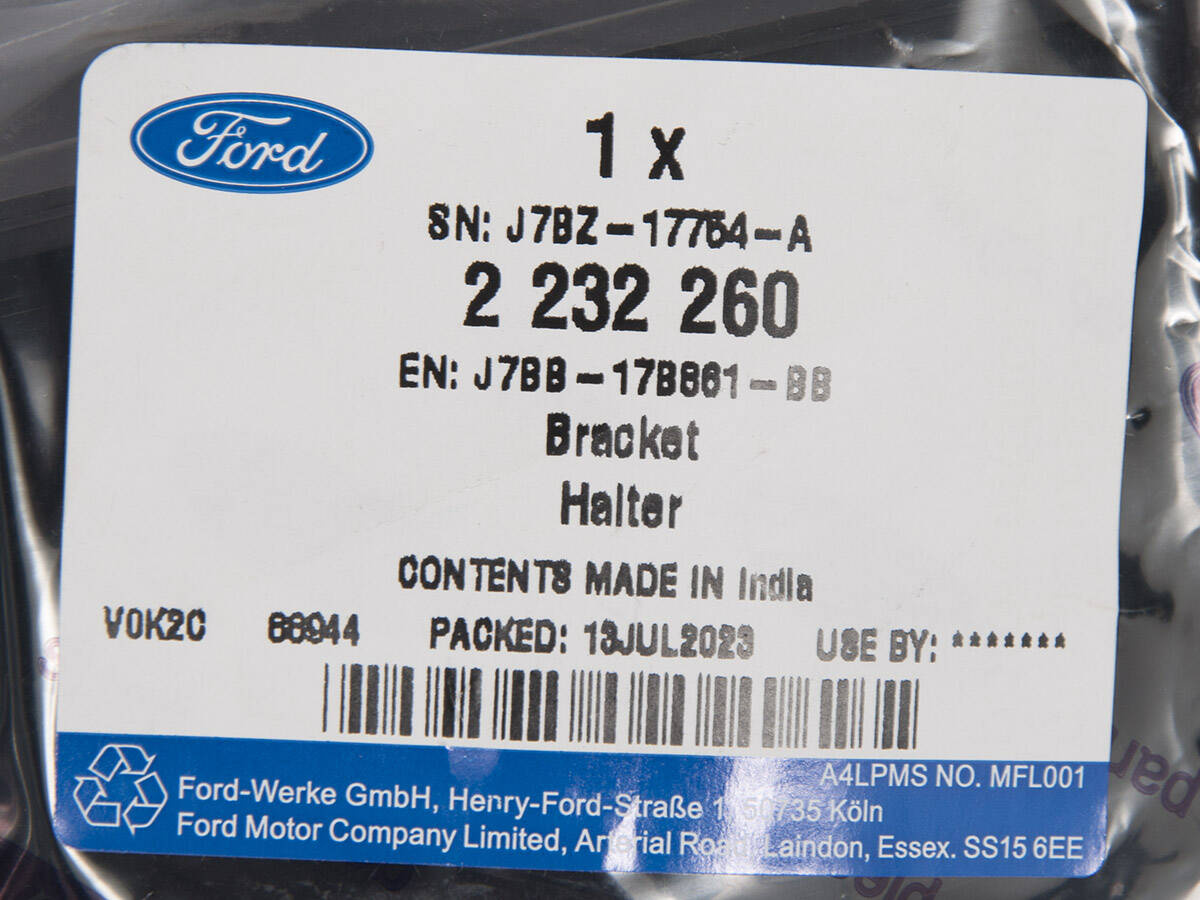 Ford
1 x
SN: J7BZ-17754-A
2 232 260
EN: J7BB-17B861-BB
Bracket
Halter
CONTENTS MADE IN India
V0K2C PACKED: 13JUL2023 USE BY: *******
A4LPMS NO. MFL001
Ford-Werke GmbH, Henry-Ford-Straße 1, 50735 Köln
Ford Motor Company Limited, Arterial Road, Laindon, Essex. SS15 6EE